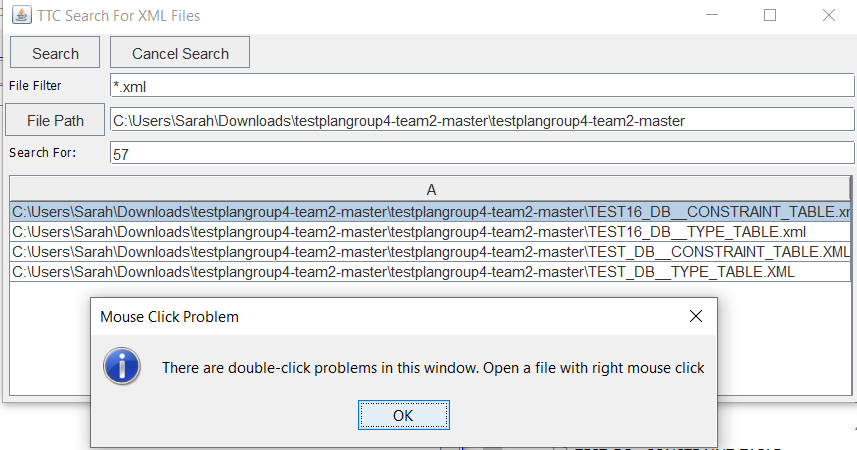 TTC Search For XML Files
Search
Cancel Search
File Filter
*.xml
File Path
C:\Users\Sarah\Downloads\testplangroup4-team2-master\testplangroup4-team2-master
Search For:
57
A
C:\Users\Sarah\Downloads\testplangroup4-team2-master\testplangroup4-team2-master\TEST16_DB__CONSTRAINT_TABLE.xm
C:\Users\Sarah\Downloads\testplangroup4-team2-master\testplangroup4-team2-master\TEST16_DB__TYPE_TABLE.xml
C:\Users\Sarah\Downloads\testplangroup4-team2-master\testplangroup4-team2-master\TEST_DB__CONSTRAINT_TABLE.XML
C:\Users\Sarah\Downloads\testplangroup4-team2-master\testplangroup4-team2-master\TEST_DB__TYPE_TABLE.XML
Mouse Click Problem
There are double-click problems in this window. Open a file with right mouse click
OK